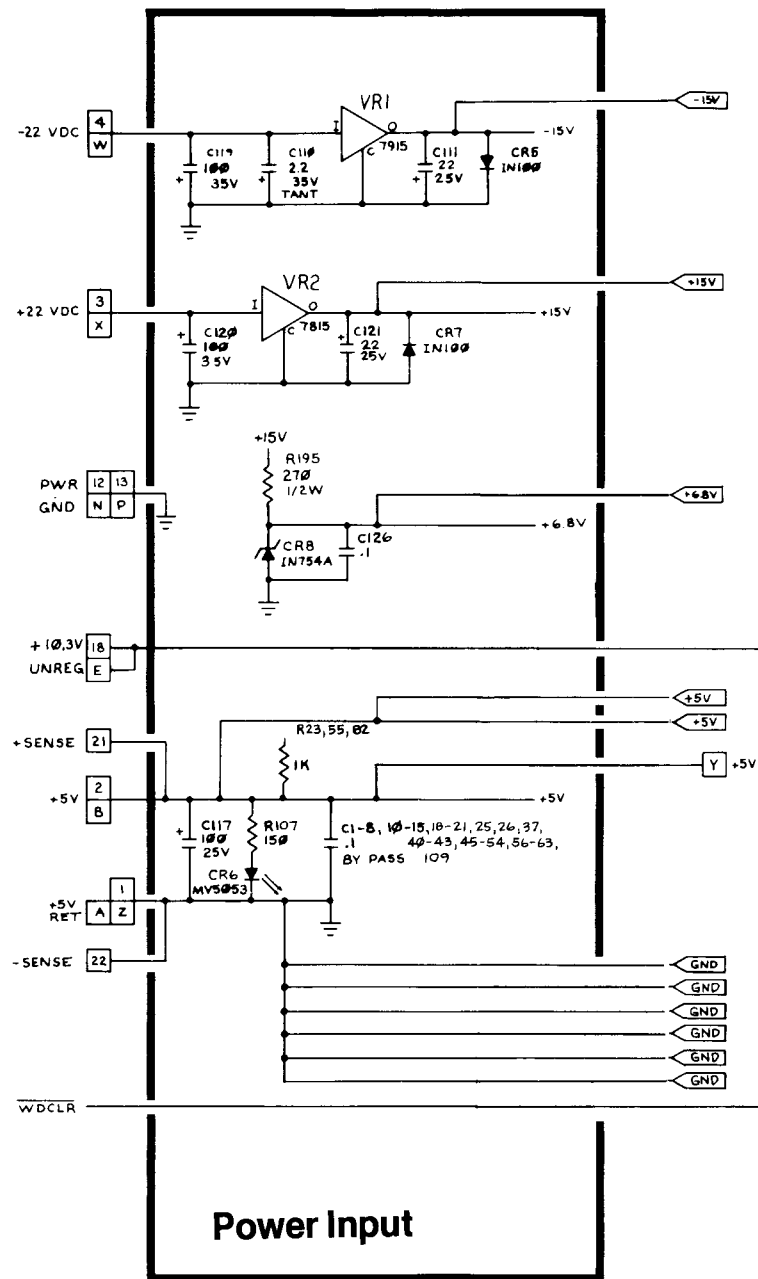 -22 VDC
4
W
C119
100
35V
C110
2.2
35V
TANT
VR1
I
O
C
7915
C111
22
25V
CR5
IN100
-15V
-15V
+22 VDC
3
X
C120
100
35V
VR2
I
O
C
7815
C121
22
25V
CR7
IN100
+15V
+15V
+15V
R195
270
1/2W
PWR
GND
12 13
N P
CR8
IN754A
C126
.1
+6.8V
+6.8V
+10.3V
UNREG
18
E
+5V
+5V
+SENSE 21
R23,55,82
1K
+5V
2
B
+5V
Y +5V
C117
100
25V
R107
150
CR6
MV5053
C1-8, 10-15, 18-21, 25, 26, 37,
.1 40-43, 45-54, 56-63,
BY PASS 109
+5V
RET
1
A Z
-SENSE 22
GND
GND
GND
GND
GND
GND
WDCLR
Power Input